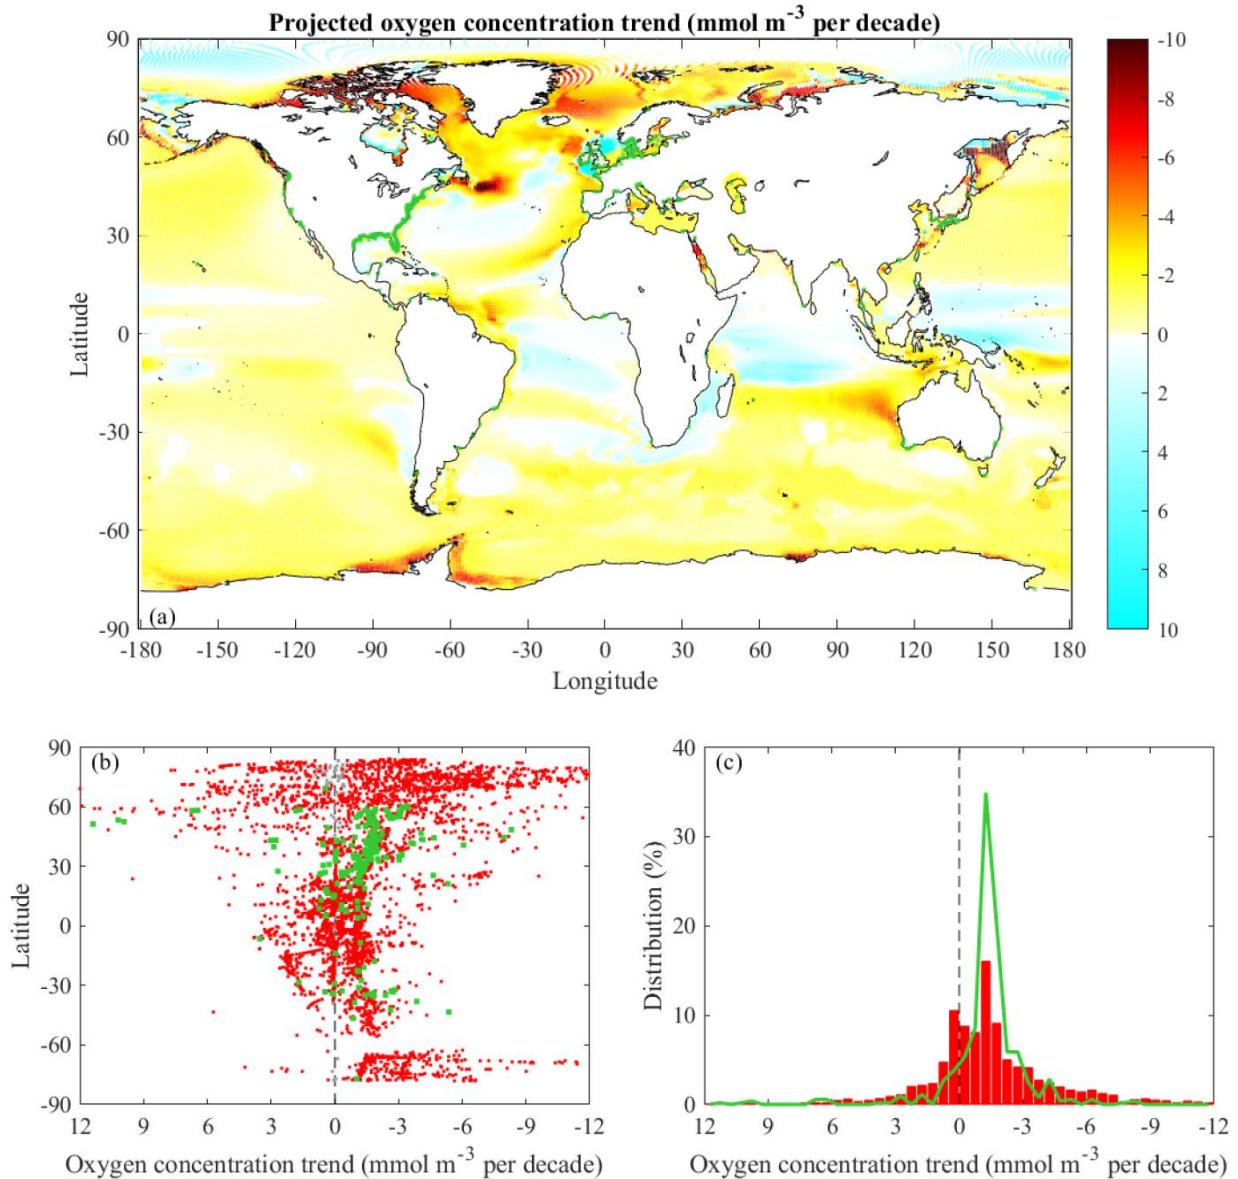 Projected oxygen concentration trend (mmol m⁻³ per decade)
90
60
30
0
-30
-60
-90
Latitude
(a)
-180 -150 -120 -90 -60 -30 0 30 60 90 120 150 180
Longitude
-10
-8
-6
-4
-2
0
2
4
6
8
10
(b)
90
60
30
0
-30
-60
-90
Latitude
12 9 6 3 0 -3 -6 -9 -12
Oxygen concentration trend (mmol m⁻³ per decade)
(c)
40
30
20
10
0
Distribution (%)
12 9 6 3 0 -3 -6 -9 -12
Oxygen concentration trend (mmol m⁻³ per decade)